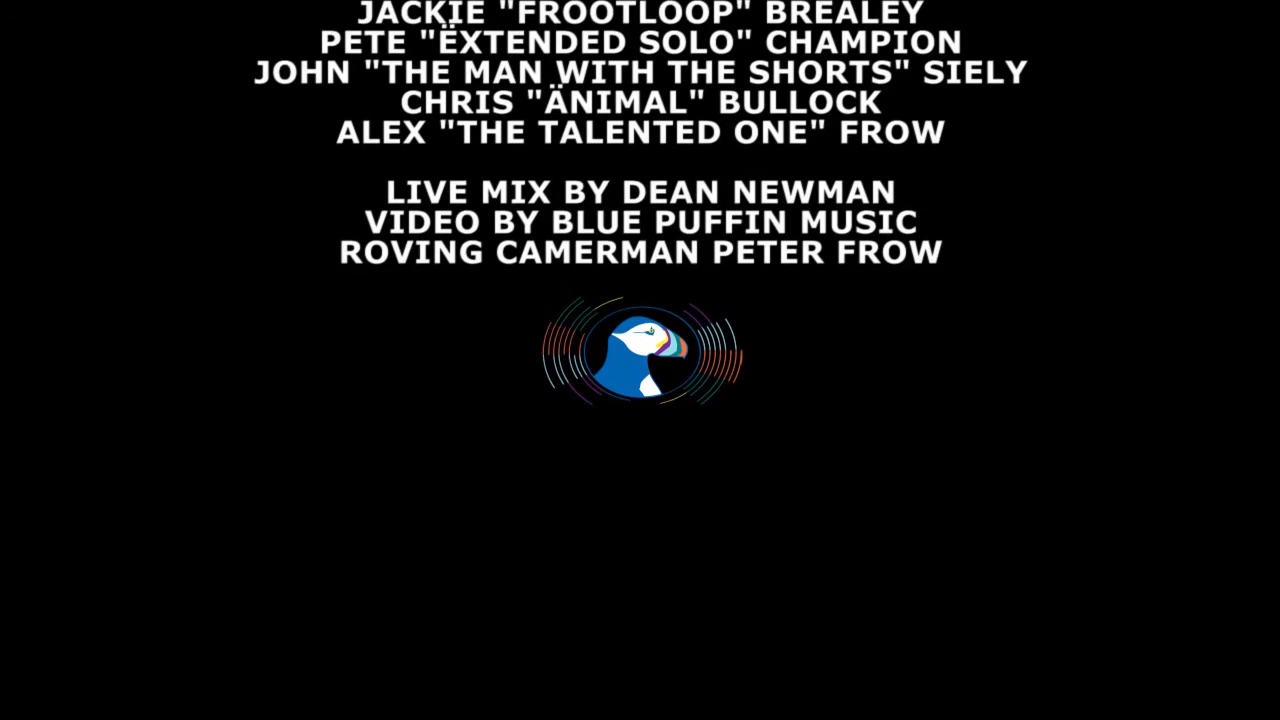 JACKIE "FROOTLOOP" BREALEY
PETE "ËXTENDED SOLO" CHAMPION
JOHN "THE MAN WITH THE SHORTS" SIELY
CHRIS "ÄNIMAL" BULLOCK
ALEX "THE TALENTED ONE" FROW
LIVE MIX BY DEAN NEWMAN
VIDEO BY BLUE PUFFIN MUSIC
ROVING CAMERMAN PETER FROW